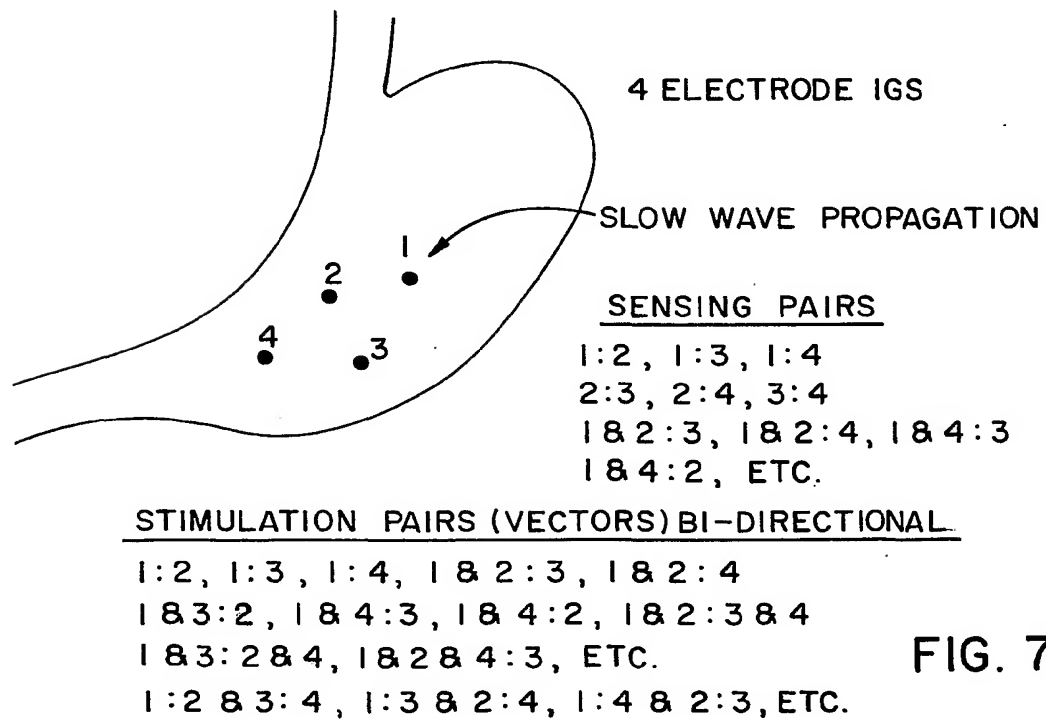 4 ELECTRODE IGS
SLOW WAVE PROPAGATION
1
2
4
3
SENSING PAIRS
1:2, 1:3, 1:4
2:3, 2:4, 3:4
1&2:3, 1&2:4, 1&4:3
1&4:2, ETC.
STIMULATION PAIRS (VECTORS) BI-DIRECTIONAL
1:2, 1:3, 1:4, 1&2:3, 1&2:4
1&3:2, 1&4:3, 1&4:2, 1&2:3&4
1&3:2&4, 1&2&4:3, ETC.
1:2&3:4, 1:3&2:4, 1:4&2:3, ETC.
FIG. 7